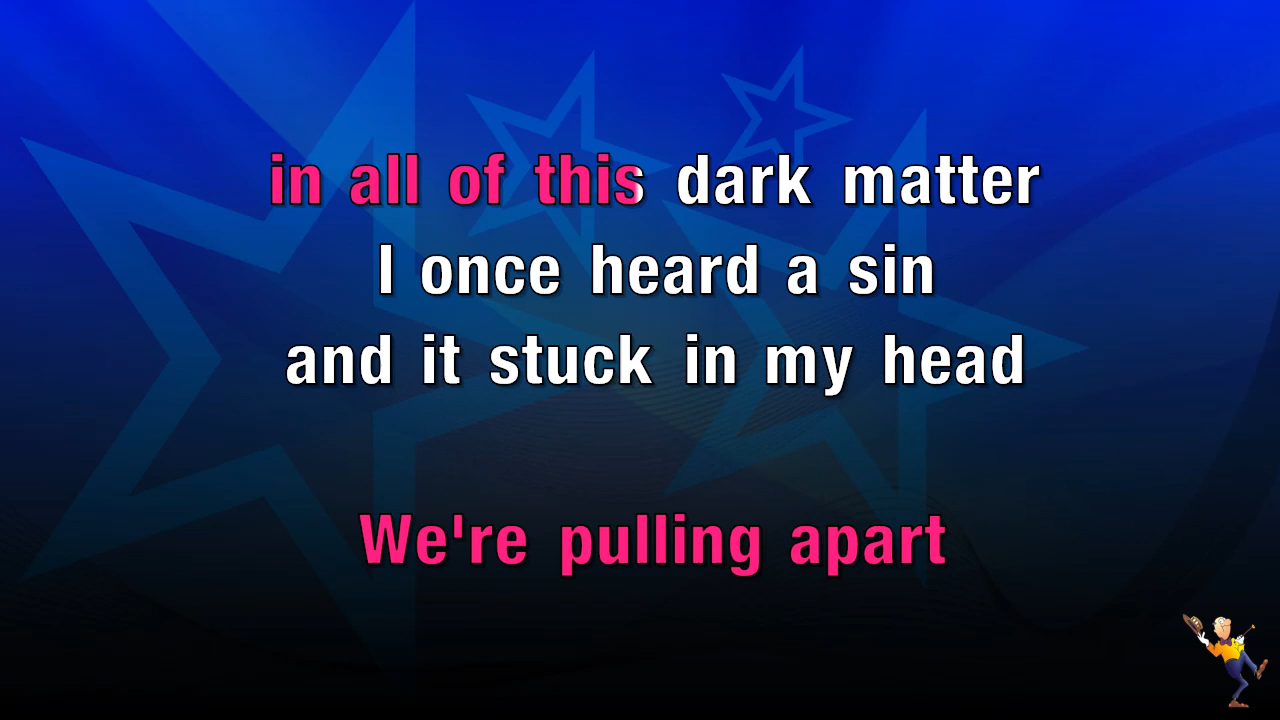 in all of this dark matter
I once heard a sin
and it stuck in my head
We're pulling apart